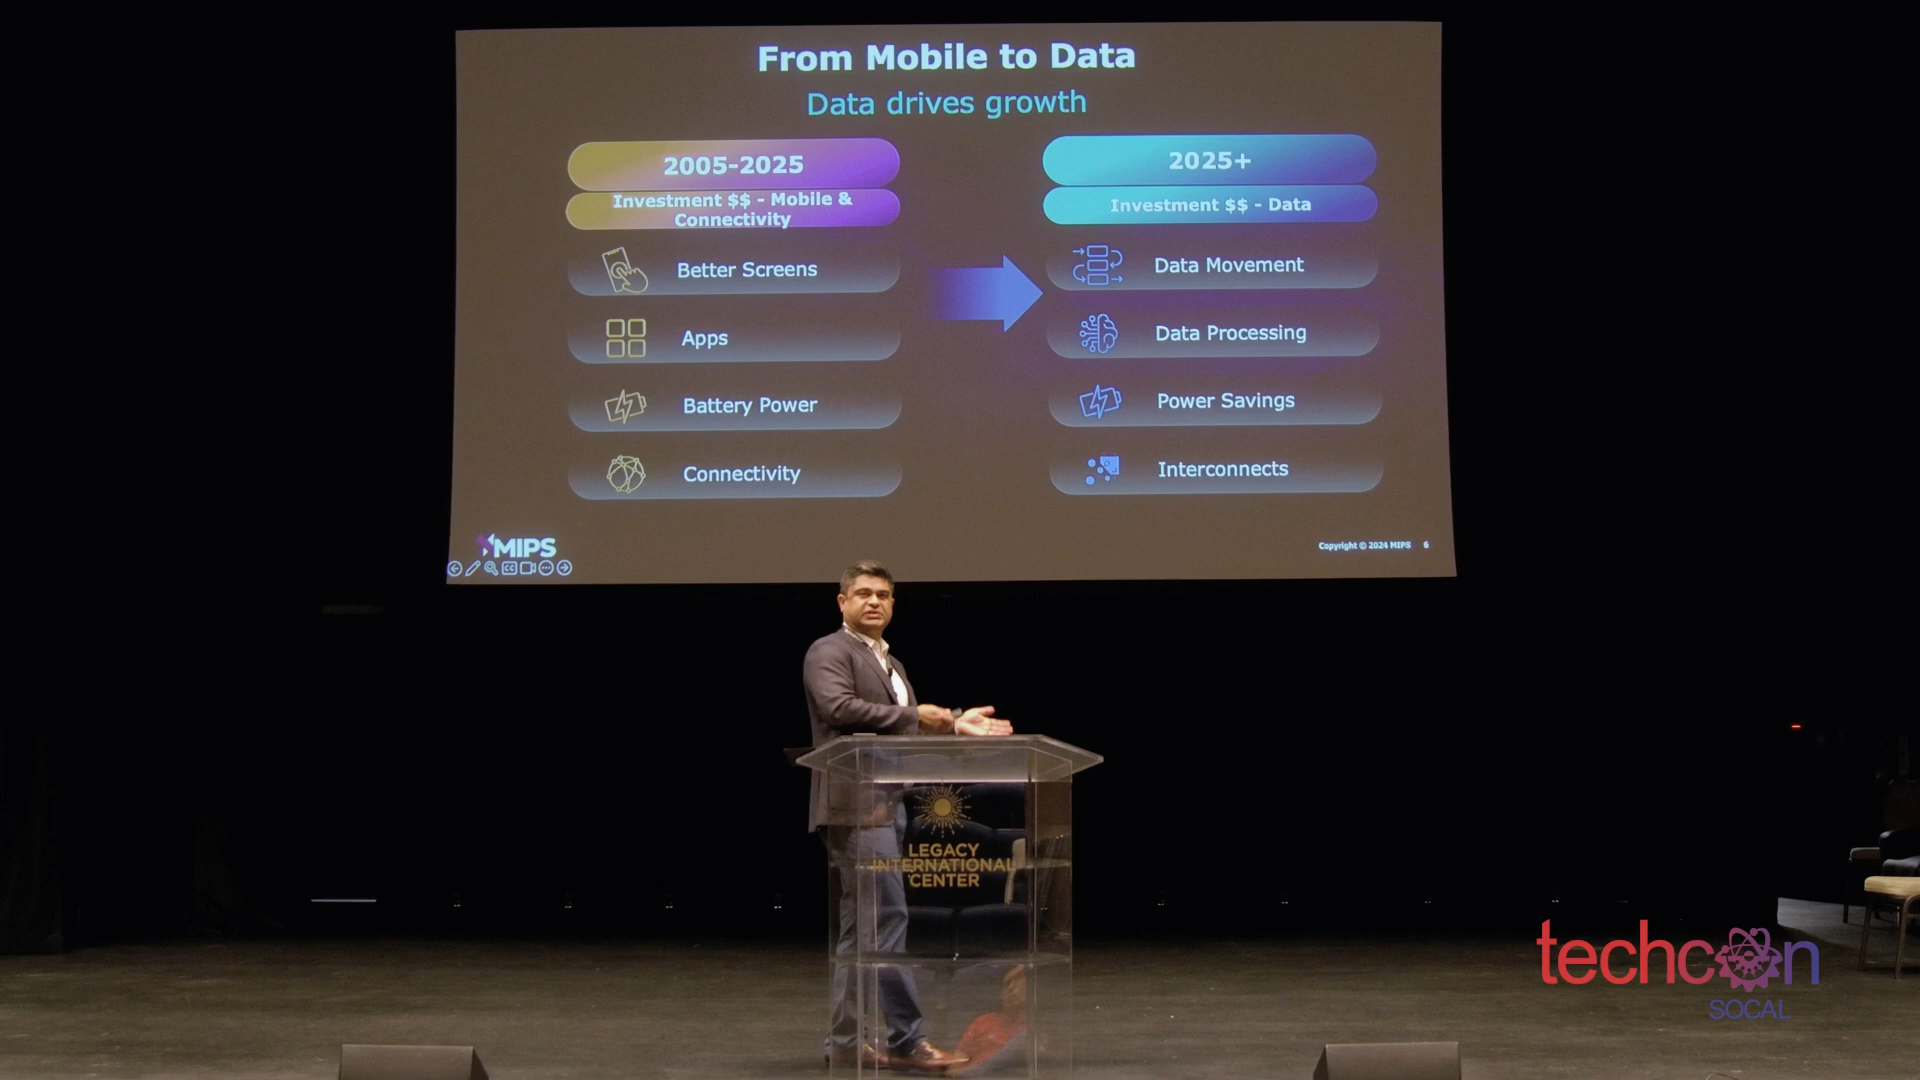 From Mobile to Data
Data drives growth
2005-2025
Investment $$ - Mobile &
Connectivity
Better Screens
Apps
Battery Power
Connectivity
2025+
Investment $$ - Data
Data Movement
Data Processing
Power Savings
Interconnects
MIPS
Copyright © 2024 MIPS 6
CC
LEGACY
INTERNATIONAL
CENTER
techcon
SOCAL